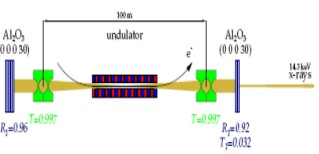 100 m
Al₂O₃
(0 0 0 30)
undulator
Al₂O₃
(0 0 0 30)
e⁻
14.3 keV
x-rays
T=0.997
T=0.997
R₁=0.96
R₂=0.92
T₂=0.032